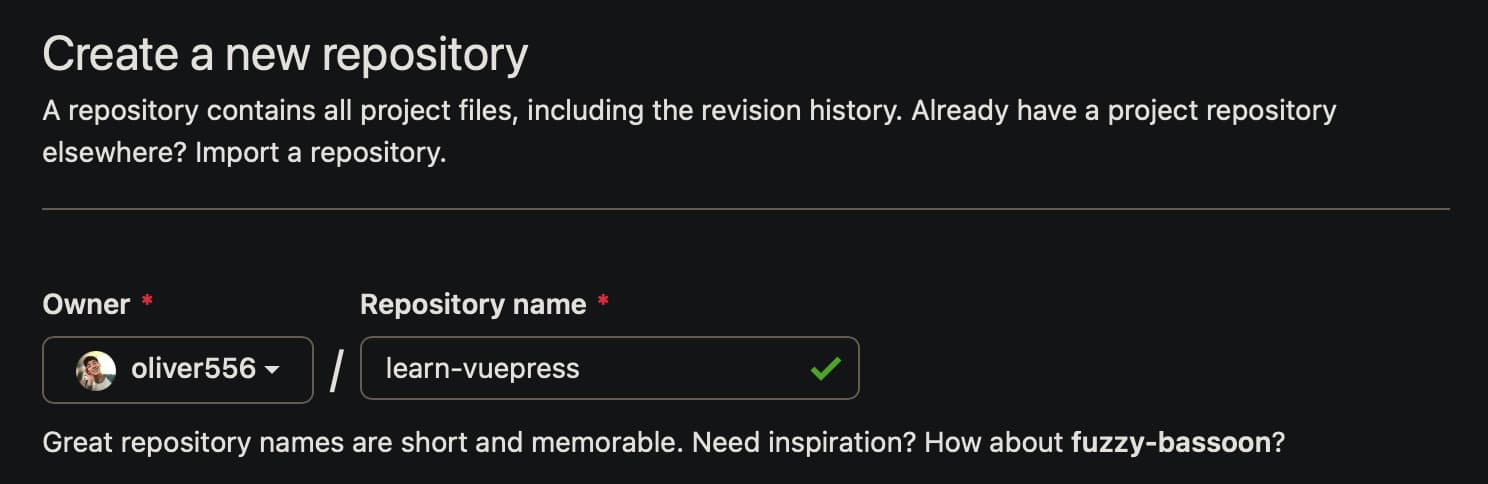 Create a new repository
A repository contains all project files, including the revision history. Already have a project repository
elsewhere? Import a repository.
Owner *
Repository name *
oliver556
/
learn-vuepress
Great repository names are short and memorable. Need inspiration? How about fuzzy-bassoon?